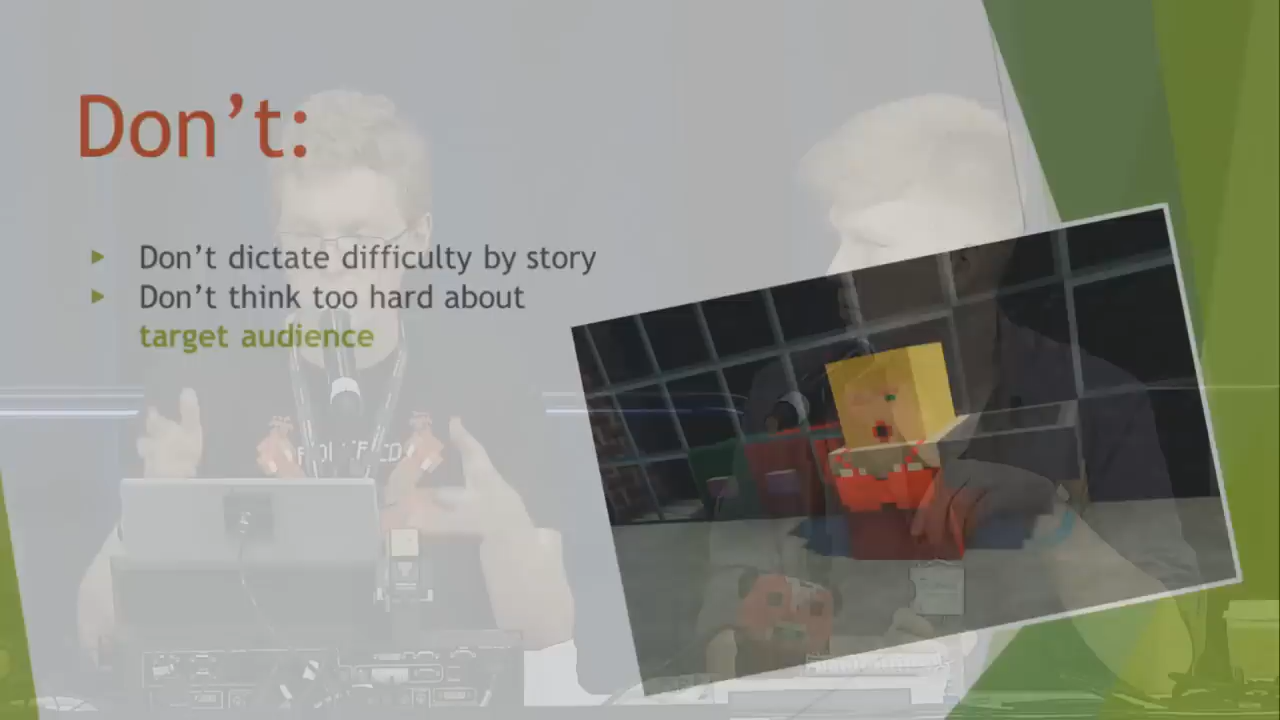 Don't:
Don't dictate difficulty by story
Don't think too hard about
target audience